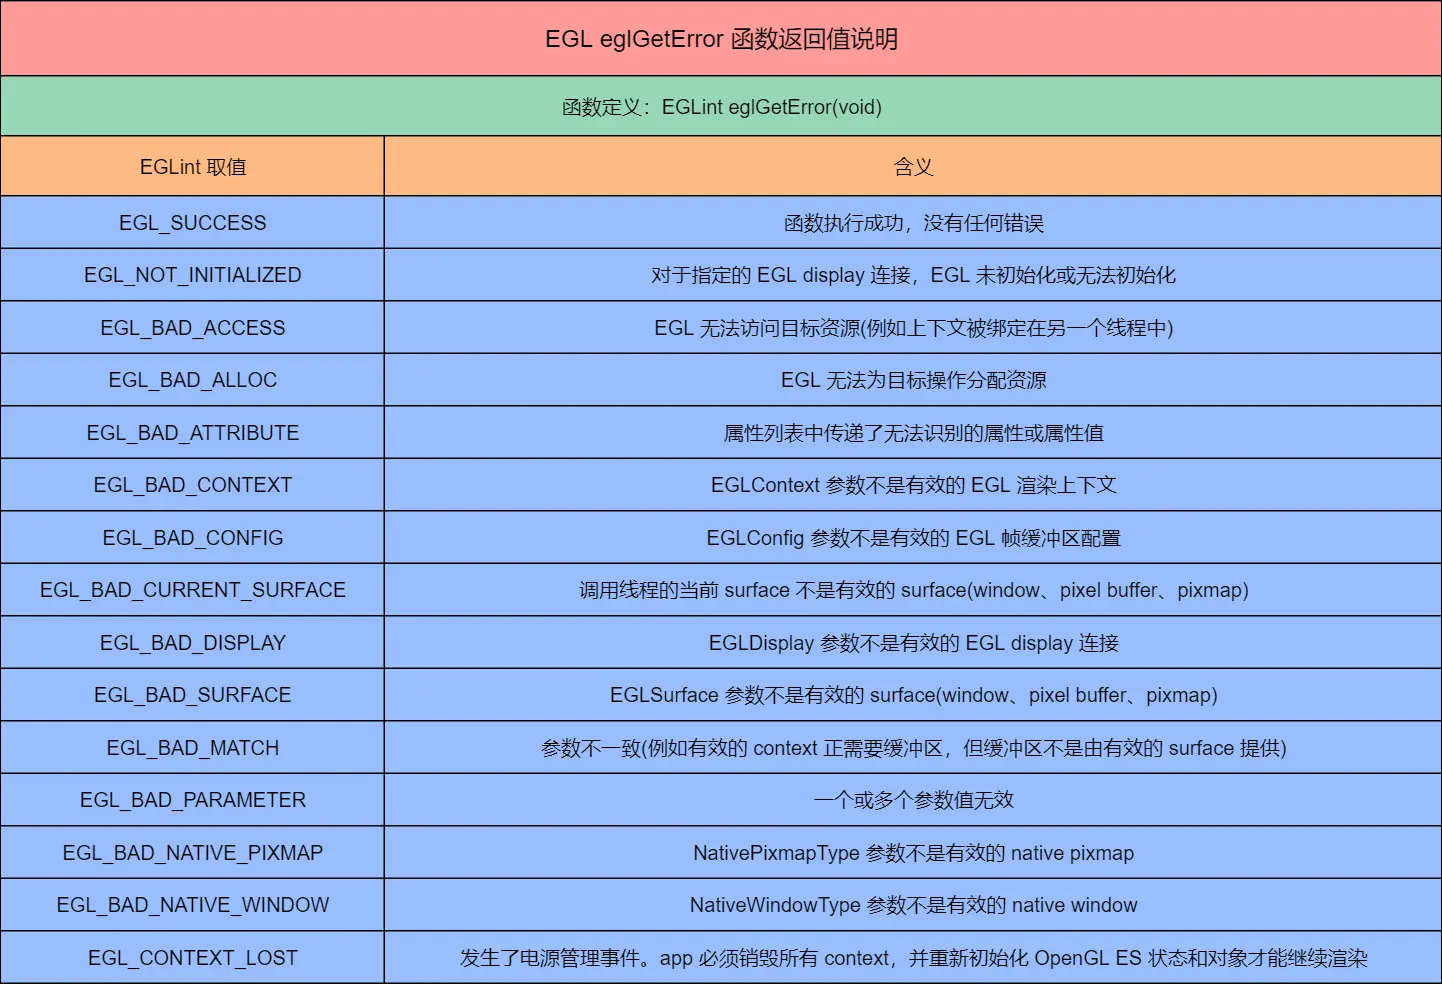 EGL eglGetError 函数返回值说明
函数定义：EGLint eglGetError(void)
EGLint 取值
含义
EGL_SUCCESS
函数执行成功，没有任何错误
EGL_NOT_INITIALIZED
对于指定的 EGL display 连接，EGL 未初始化或无法初始化
EGL_BAD_ACCESS
EGL 无法访问目标资源(例如上下文被绑定在另一个线程中)
EGL_BAD_ALLOC
EGL 无法为目标操作分配资源
EGL_BAD_ATTRIBUTE
属性列表中传递了无法识别的属性或属性值
EGL_BAD_CONTEXT
EGLContext 参数不是有效的 EGL 渲染上下文
EGL_BAD_CONFIG
EGLConfig 参数不是有效的 EGL 帧缓冲区配置
EGL_BAD_CURRENT_SURFACE
调用线程的当前 surface 不是有效的 surface(window、pixel buffer、pixmap)
EGL_BAD_DISPLAY
EGLDisplay 参数不是有效的 EGL display 连接
EGL_BAD_SURFACE
EGLSurface 参数不是有效的 surface(window、pixel buffer、pixmap)
EGL_BAD_MATCH
参数不一致(例如有效的 context 正需要缓冲区，但缓冲区不是由有效的 surface 提供)
EGL_BAD_PARAMETER
一个或多个参数值无效
EGL_BAD_NATIVE_PIXMAP
NativePixmapType 参数不是有效的 native pixmap
EGL_BAD_NATIVE_WINDOW
NativeWindowType 参数不是有效的 native window
EGL_CONTEXT_LOST
发生了电源管理事件。app 必须销毁所有 context，并重新初始化 OpenGL ES 状态和对象才能继续渲染